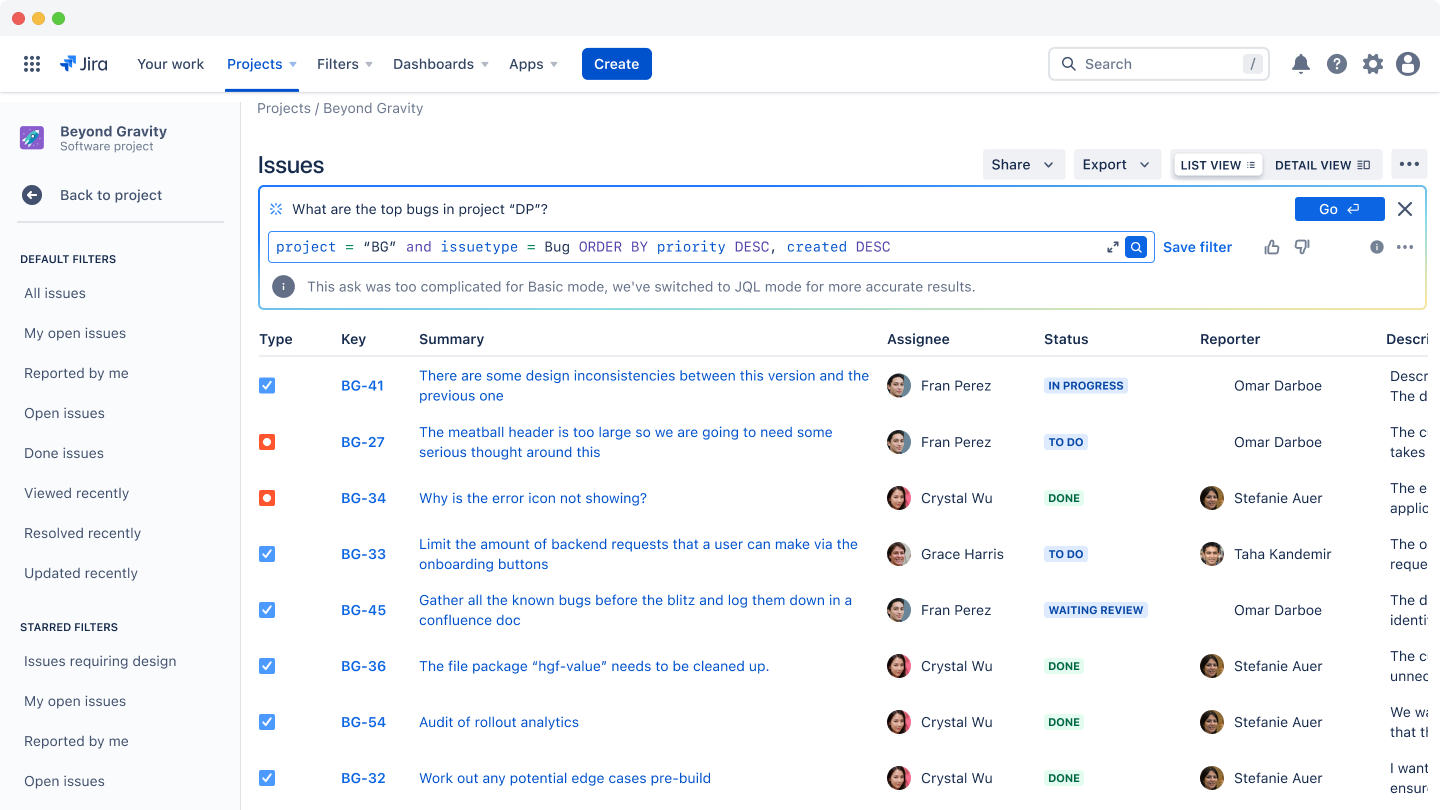 Jira
Your work
Projects
Filters
Dashboards
Apps
Create
Search
/
Beyond Gravity
Software project
Back to project
DEFAULT FILTERS
All issues
My open issues
Reported by me
Open issues
Done issues
Viewed recently
Resolved recently
Updated recently
STARRED FILTERS
Issues requiring design
My open issues
Reported by me
Open issues
Projects / Beyond Gravity
Issues
Share
Export
LIST VIEW
DETAIL VIEW
What are the top bugs in project “DP”?
Go
project = “BG” and issuetype = Bug ORDER BY priority DESC, created DESC
Save filter
This ask was too complicated for Basic mode, we've switched to JQL mode for more accurate results.
Type Key Summary Assignee Status Reporter Descri
BG-41
There are some design inconsistencies between this version and the
previous one
Fran Perez
IN PROGRESS
Omar Darboe
Descr
The d
BG-27
The meatball header is too large so we are going to need some
serious thought around this
Fran Perez
TO DO
Omar Darboe
The c
takes
BG-34
Why is the error icon not showing?
Crystal Wu
DONE
Stefanie Auer
The e
applic
BG-33
Limit the amount of backend requests that a user can make via the
onboarding buttons
Grace Harris
TO DO
Taha Kandemir
The o
reque
BG-45
Gather all the known bugs before the blitz and log them down in a
confluence doc
Fran Perez
WAITING REVIEW
Omar Darboe
The d
identi
BG-36
The file package “hgf-value” needs to be cleaned up.
Crystal Wu
DONE
Stefanie Auer
The c
unnec
BG-54
Audit of rollout analytics
Crystal Wu
DONE
Stefanie Auer
We wa
that th
BG-32
Work out any potential edge cases pre-build
Crystal Wu
DONE
Stefanie Auer
I want
ensure